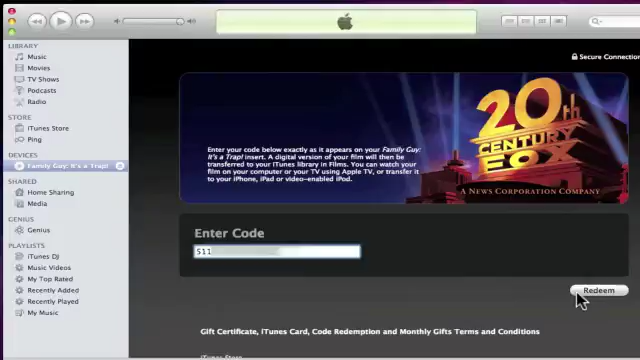 LIBRARY
Music
Movies
TV Shows
Podcasts
Radio
STORE
iTunes Store
Ping
DEVICES
Family Guy: It's a Trap!
SHARED
Home Sharing
Media
GENIUS
Genius
PLAYLISTS
iTunes DJ
Music Videos
My Top Rated
Recently Added
Recently Played
My Music
Secure Connection
Enter your code below exactly as it appears on your Family Guy:
It's a Trap! insert. A digital version of your film will then be
transferred to your iTunes library in Films. You can watch your
film on your computer or your TV using Apple TV, or transfer it
to your iPhone, iPad or video-enabled iPod.
20th
CENTURY
FOX
A NEWS CORPORATION COMPANY
Enter Code
511
Redeem
Gift Certificate, iTunes Card, Code Redemption and Monthly Gifts Terms and Conditions
iTunes Store